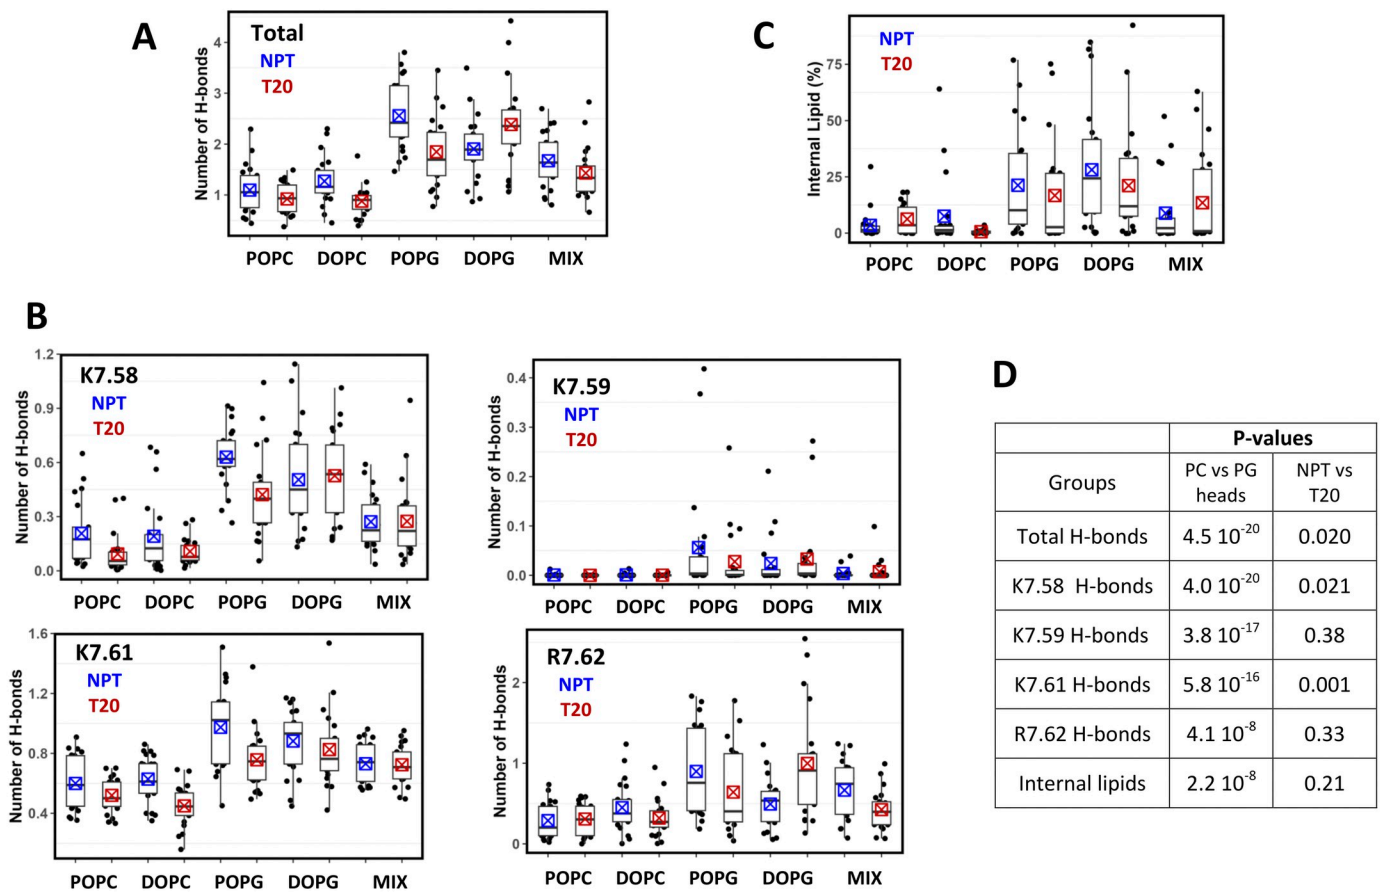 A
Total
NPT
T20
Number of H-bonds
4
3
2
1
POPC DOPC POPG DOPG MIX
C
NPT
T20
Internal Lipid (%)
75
50
25
0
POPC DOPC POPG DOPG MIX
B
K7.58
NPT
T20
Number of H-bonds
1.2
0.9
0.6
0.3
0.0
POPC DOPC POPG DOPG MIX
K7.59
NPT
T20
Number of H-bonds
0.4
0.3
0.2
0.1
0.0
POPC DOPC POPG DOPG MIX
K7.61
NPT
T20
Number of H-bonds
1.6
1.2
0.8
0.4
POPC DOPC POPG DOPG MIX
R7.62
NPT
T20
Number of H-bonds
2
1
0
POPC DOPC POPG DOPG MIX
D
P-values
Groups
PC vs PG
heads
NPT vs
T20
Total H-bonds 4.5 10⁻²⁰ 0.020
K7.58 H-bonds 4.0 10⁻²⁰ 0.021
K7.59 H-bonds 3.8 10⁻¹⁷ 0.38
K7.61 H-bonds 5.8 10⁻¹⁶ 0.001
R7.62 H-bonds 4.1 10⁻⁸ 0.33
Internal lipids 2.2 10⁻⁸ 0.21